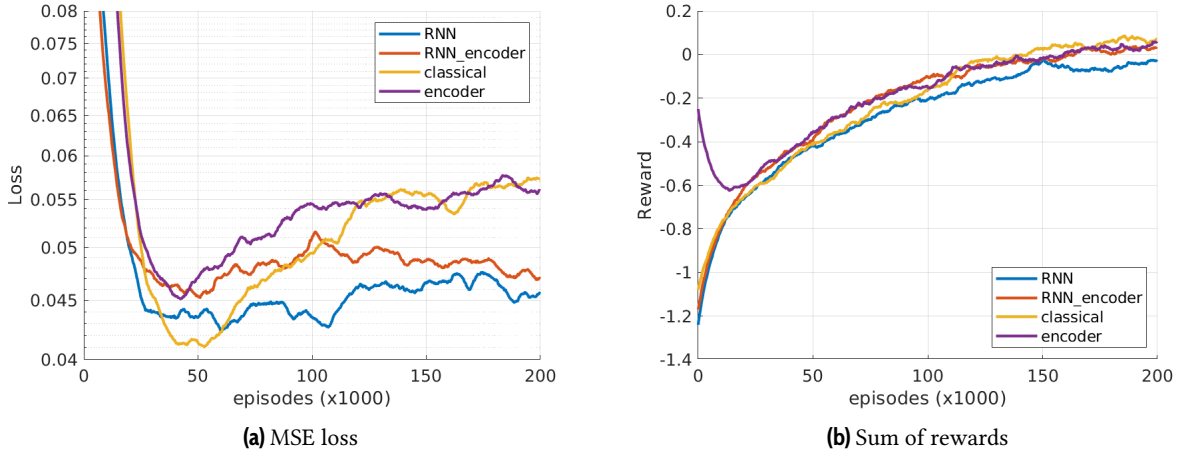 0.08
0.075
0.07
0.065
0.06
0.055
0.05
0.045
0.04
Loss
0 50 100 150 200
episodes (x1000)
RNN
RNN_encoder
classical
encoder
(a) MSE loss
0.2
0
-0.2
-0.4
-0.6
-0.8
-1
-1.2
-1.4
Reward
0 50 100 150 200
episodes (x1000)
RNN
RNN_encoder
classical
encoder
(b) Sum of rewards